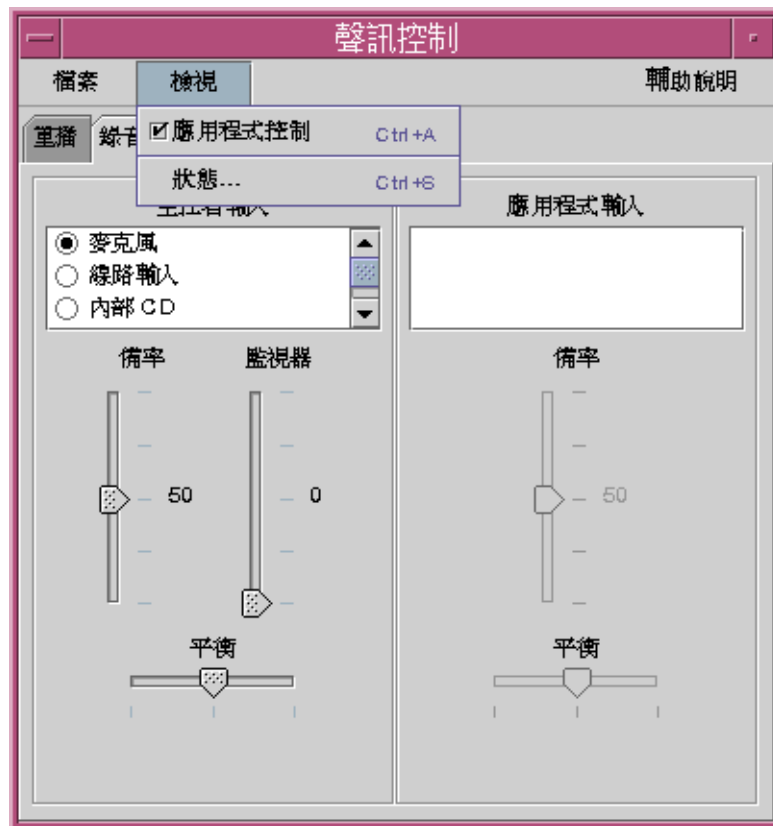 聲訊控制
檔案 檢視 輔助說明
重播 錄音
應用程式控制 Ctrl+A
狀態... Ctrl+S
應用程式輸入
麥克風
線路輸入
內部 CD
備率 監視器 備率
50 0 50
平衡 平衡